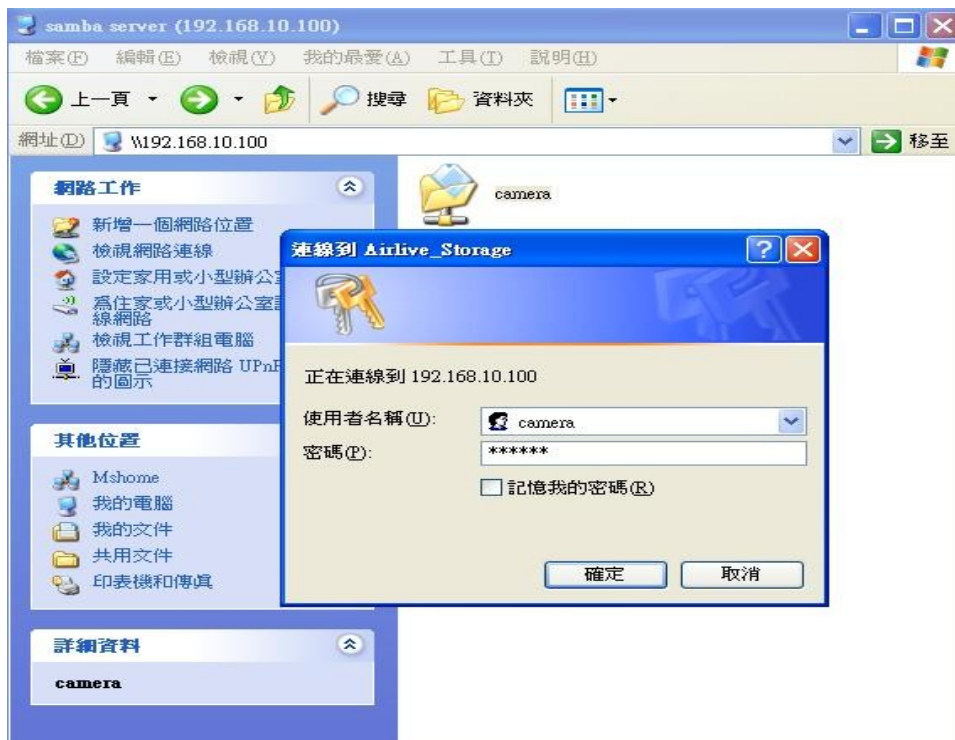 samba server (192.168.10.100)
檔案(F) 編輯(E) 檢視(V) 我的最愛(A) 工具(T) 說明(H)
上一頁 搜尋 資料夾
網址(D) \\192.168.10.100 移至
網路工作
新增一個網路位置
檢視網路連線
設定家用或小型辦公室
為住家或小型辦公室設
線網路
檢視工作群組電腦
隱藏已連接網路 UPnP
的圖示
其他位置
Mshome
我的電腦
我的文件
共用文件
印表機和傳真
詳細資料
camera
camera
連線到 Airlive_Storage
正在連線到 192.168.10.100
使用者名稱(U): camera
密碼(P): ******
記憶我的密碼(R)
確定 取消